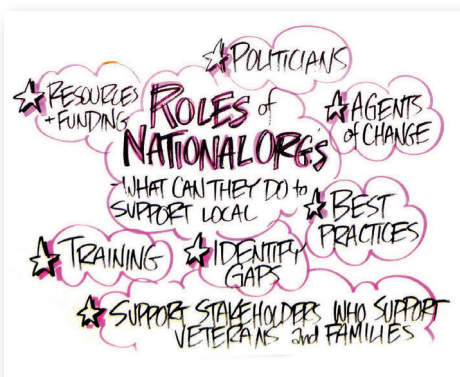 ☆ POLITICIANS
☆ RESOURCES
+ FUNDING
ROLES of
NATIONAL ORG'S
- WHAT CAN THEY DO to
SUPPORT LOCAL
☆ AGENTS
of CHANGE
☆ BEST
PRACTICES
☆ TRAINING
☆ IDENTIFY
GAPS
☆ SUPPORT STAKEHOLDERS WHO SUPPORT
VETERANS and FAMILIES